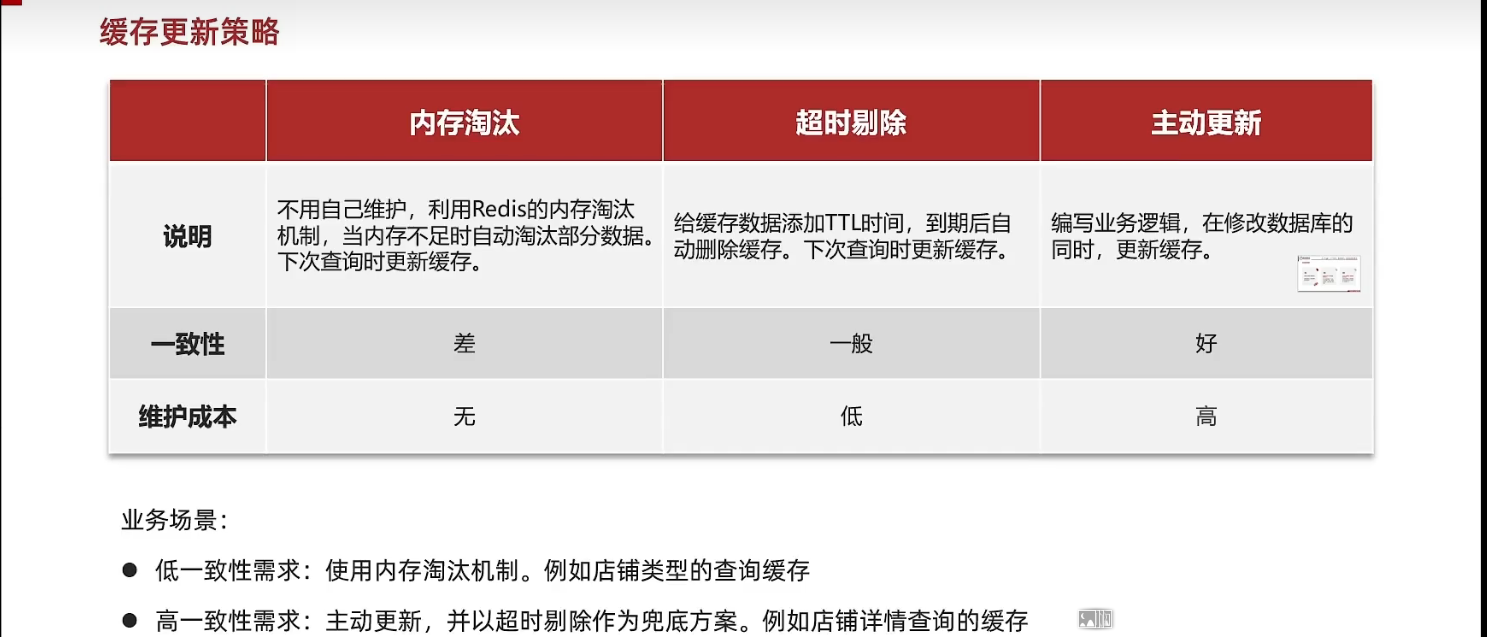 缓存更新策略
内存淘汰 超时剔除 主动更新
说明
不用自己维护，利用Redis的内存淘汰
机制，当内存不足时自动淘汰部分数据。
下次查询时更新缓存。
给缓存数据添加TTL时间，到期后自
动删除缓存。下次查询时更新缓存。
编写业务逻辑，在修改数据库的
同时，更新缓存。
一致性 差 一般 好
维护成本 无 低 高
业务场景：
● 低一致性需求：使用内存淘汰机制。例如店铺类型的查询缓存
● 高一致性需求：主动更新，并以超时剔除作为兜底方案。例如店铺详情查询的缓存